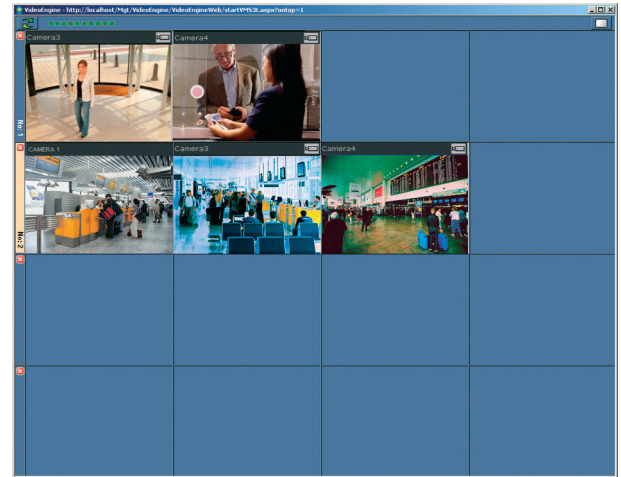 VideoEngine - http://localhost/Mgt/VideoEngine/VideoEngineWeb/startVMS3t.aspx?ontop=1
Camera3
Camera4
No: 1
CAMERA 1
Camera3
Camera4
No: 2